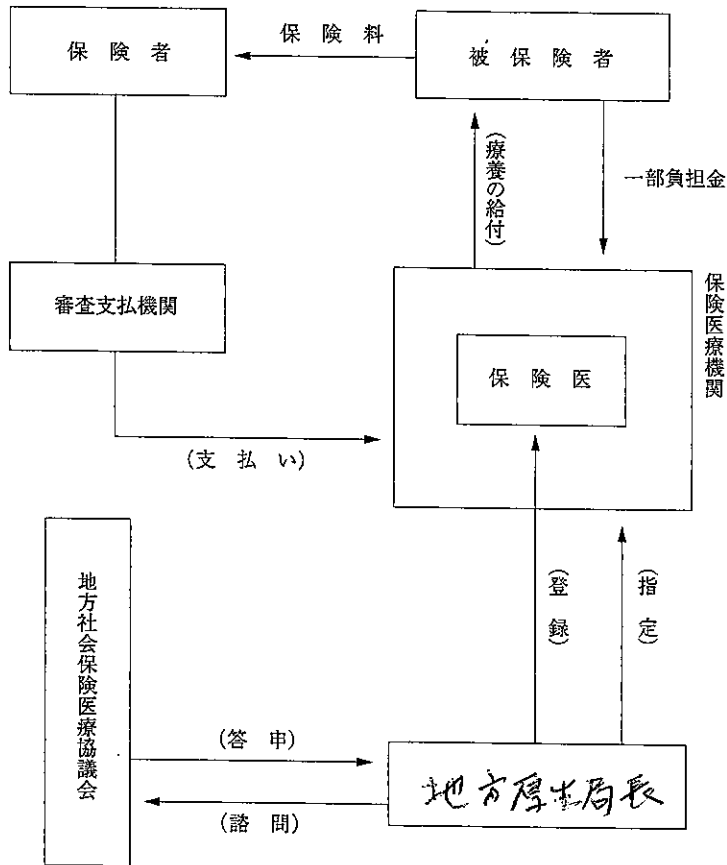 保険者
保険料
被保険者
(療養の給付)
一部負担金
審査支払機関
保険医療機関
保険医
(支払い)
地方社会保険医療協議会
(登録)
(指定)
(答申)
(諮問)
地方厚生局長